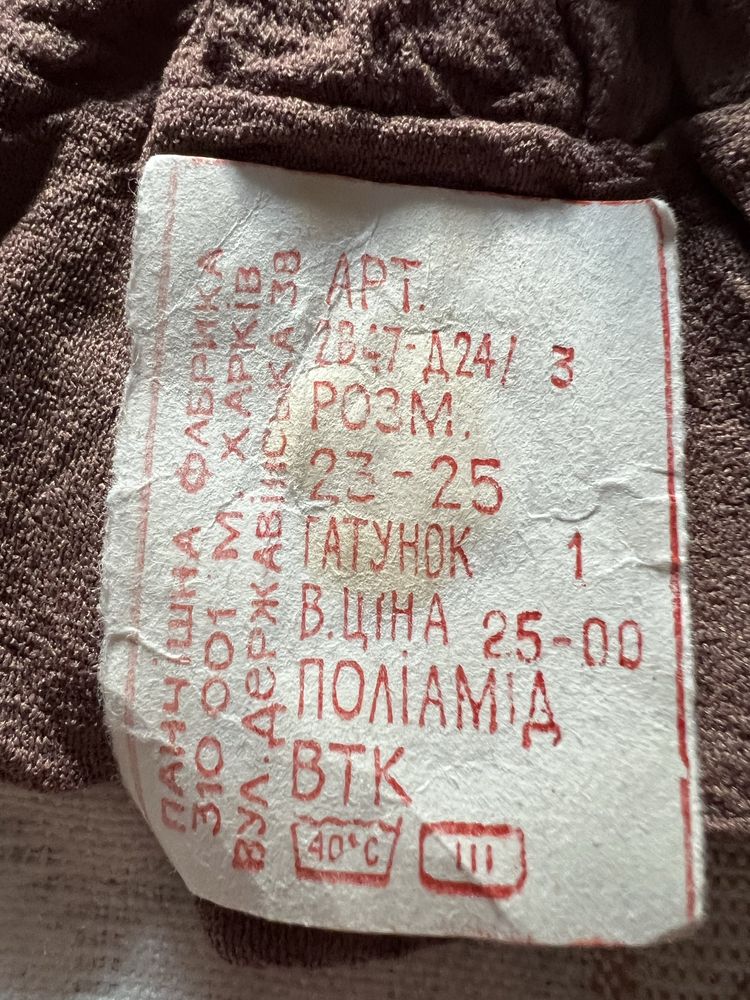 ПАНЧІШНА ФАБРИКА
310 001 М. ХАРКІВ
ВУЛ. ДЕРЖАВІНСЬКА 38
АРТ.
2В47-Д24/ 3
РОЗМ.
23-25
ГАТУНОК 1
В.ЦІНА 25-00
ПОЛІАМІД
ВТК
40°C